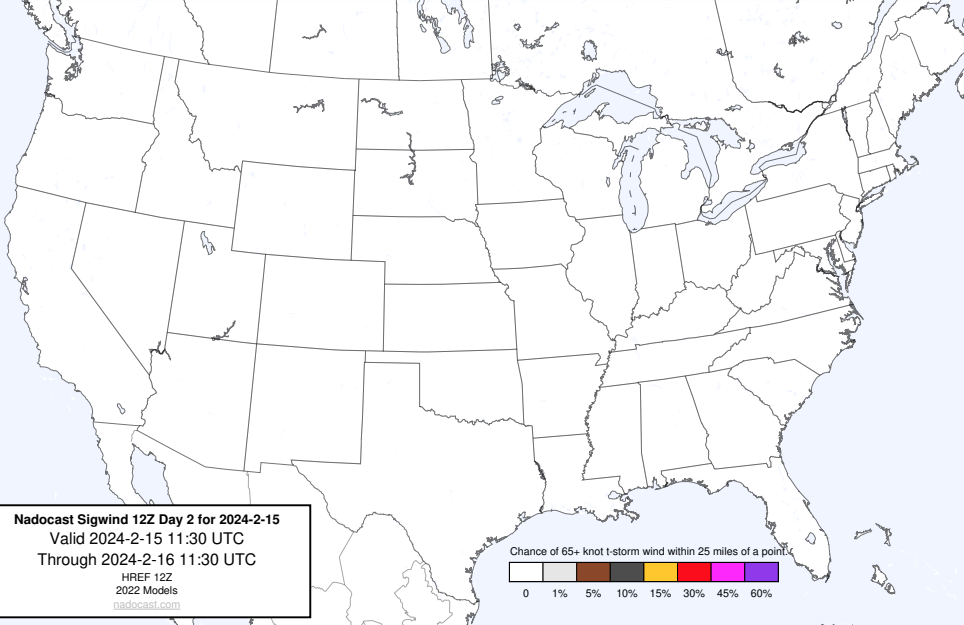 Nadocast Sigwind 12Z Day 2 for 2024-2-15
Valid 2024-2-15 11:30 UTC
Through 2024-2-16 11:30 UTC
HREF 12Z
2022 Models
nadocast.com
Chance of 65+ knot t-storm wind within 25 miles of a point.
0 1% 5% 10% 15% 30% 45% 60%